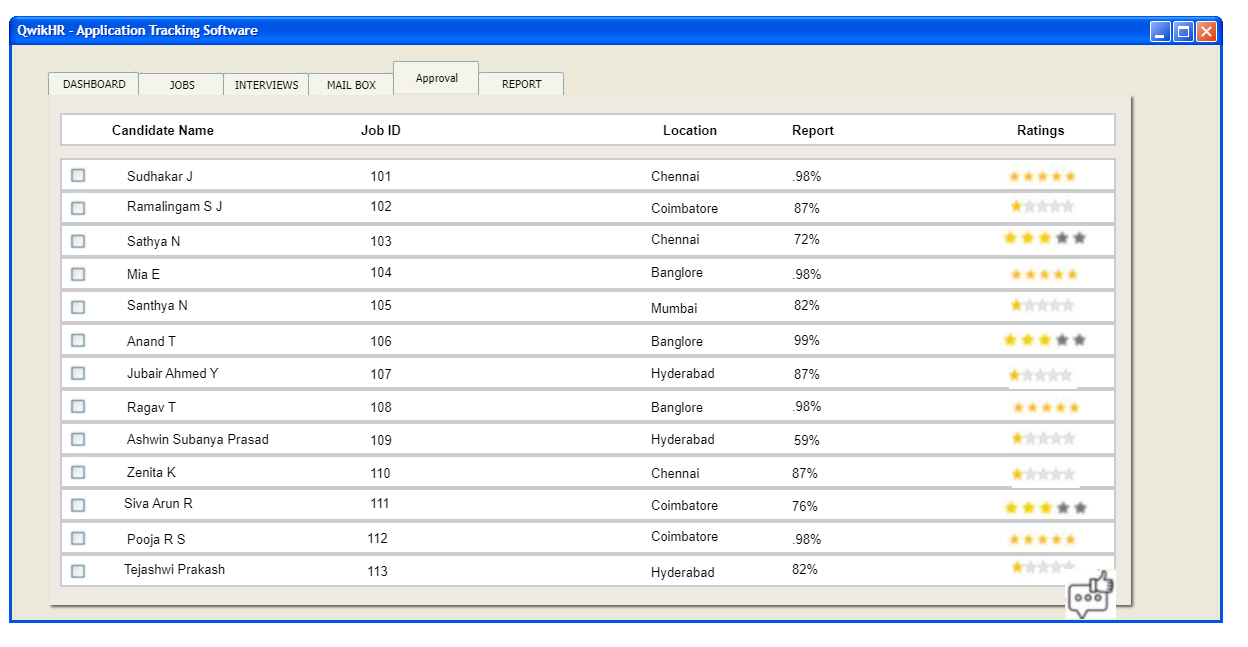 QwikHR - Application Tracking Software
DASHBOARD JOBS INTERVIEWS MAIL BOX Approval REPORT
Candidate Name Job ID Location Report Ratings
Sudhakar J 101 Chennai .98%
Ramalingam S J 102 Coimbatore 87%
Sathya N 103 Chennai 72%
Mia E 104 Banglore .98%
Santhya N 105 Mumbai 82%
Anand T 106 Banglore 99%
Jubair Ahmed Y 107 Hyderabad 87%
Ragav T 108 Banglore .98%
Ashwin Subanya Prasad 109 Hyderabad 59%
Zenita K 110 Chennai 87%
Siva Arun R 111 Coimbatore 76%
Pooja R S 112 Coimbatore .98%
Tejashwi Prakash 113 Hyderabad 82%